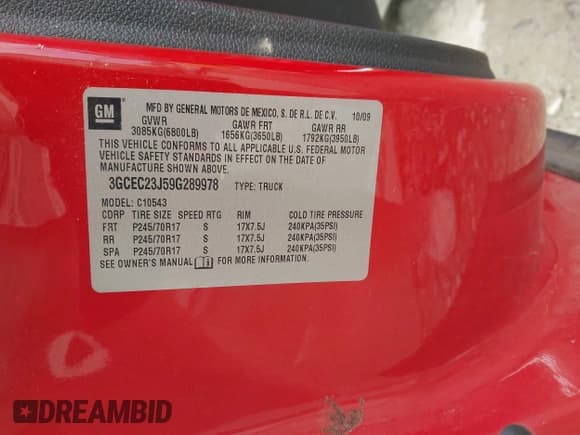 GM
MFD BY GENERAL MOTORS DE MEXICO, S. DE R.L. DE C.V. 10/09
GVWR GAWR FRT GAWR RR
3085KG(6800LB) 1656KG(3650LB) 1792KG(3950LB)
THIS VEHICLE CONFORMS TO ALL APPLICABLE U.S. FEDERAL MOTOR
VEHICLE SAFETY STANDARDS IN EFFECT ON THE DATE OF
MANUFACTURE SHOWN ABOVE.
3GCEC23J59G289978 TYPE: TRUCK
MODEL: C10543
CDRP TIRE SIZE SPEED RTG RIM COLD TIRE PRESSURE
FRT P245/70R17 S 17X7.5J 240KPA(35PSI)
RR P245/70R17 S 17X7.5J 240KPA(35PSI)
SPA P245/70R17 S 17X7.5J 240KPA(35PSI)
SEE OWNER'S MANUAL FOR MORE INFORMATION.
DREAMBID